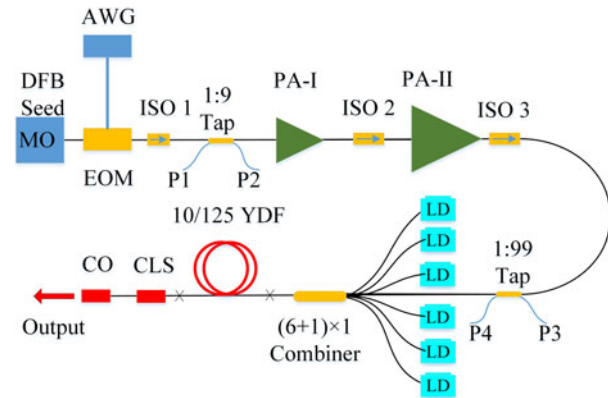 AWG
DFB
Seed
MO
EOM
ISO 1
1:9
Tap
P1
P2
PA-I
ISO 2
PA-II
ISO 3
10/125 YDF
LD
LD
LD
LD
LD
LD
1:99
Tap
P4
P3
CO
CLS
Output
(6+1)×1
Combiner